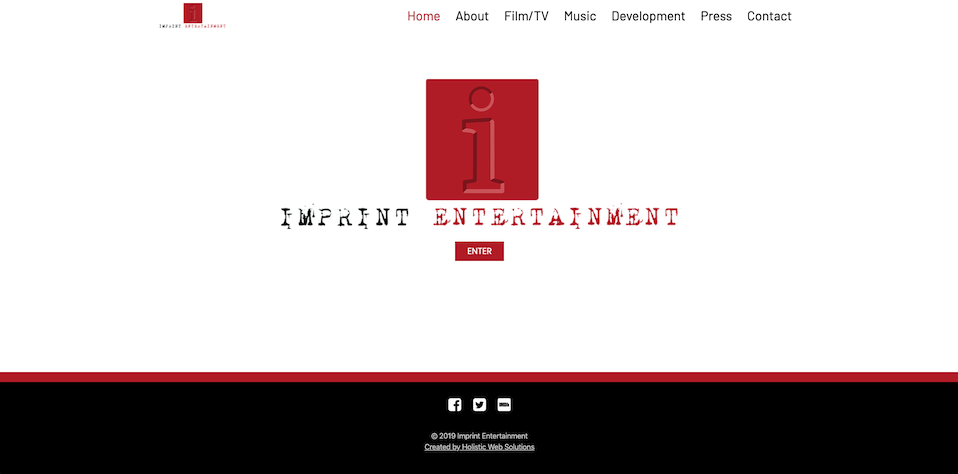 IMPRINT ENTERTAINMENT
Home About Film/TV Music Development Press Contact
i
IMPRINT ENTERTAINMENT
ENTER
IMDb
© 2019 Imprint Entertainment
Created by Holistic Web Solutions